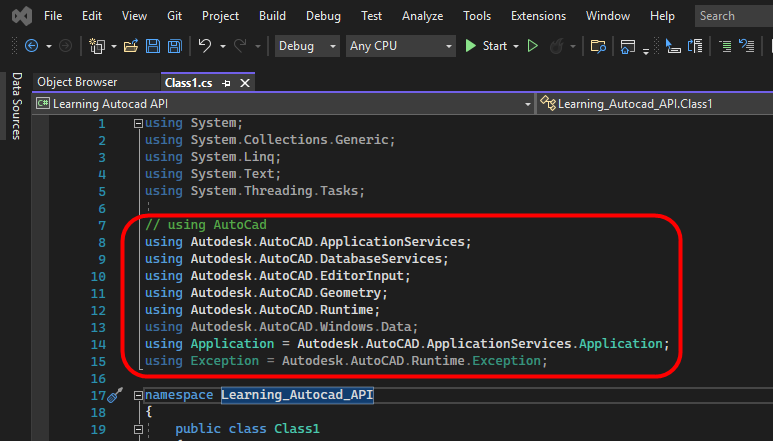 File Edit View Git Project Build Debug Test Analyze Tools Extensions Window Help Search
Debug Any CPU Start
Data Sources
Object Browser Class1.cs
C# Learning Autocad API Learning_Autocad_API.Class1
1 using System;
2 using System.Collections.Generic;
3 using System.Linq;
4 using System.Text;
5 using System.Threading.Tasks;
6
7 // using AutoCad
8 using Autodesk.AutoCAD.ApplicationServices;
9 using Autodesk.AutoCAD.DatabaseServices;
10 using Autodesk.AutoCAD.EditorInput;
11 using Autodesk.AutoCAD.Geometry;
12 using Autodesk.AutoCAD.Runtime;
13 using Autodesk.AutoCAD.Windows.Data;
14 using Application = Autodesk.AutoCAD.ApplicationServices.Application;
15 using Exception = Autodesk.AutoCAD.Runtime.Exception;
16
17 namespace Learning_Autocad_API
18 {
19 public class Class1